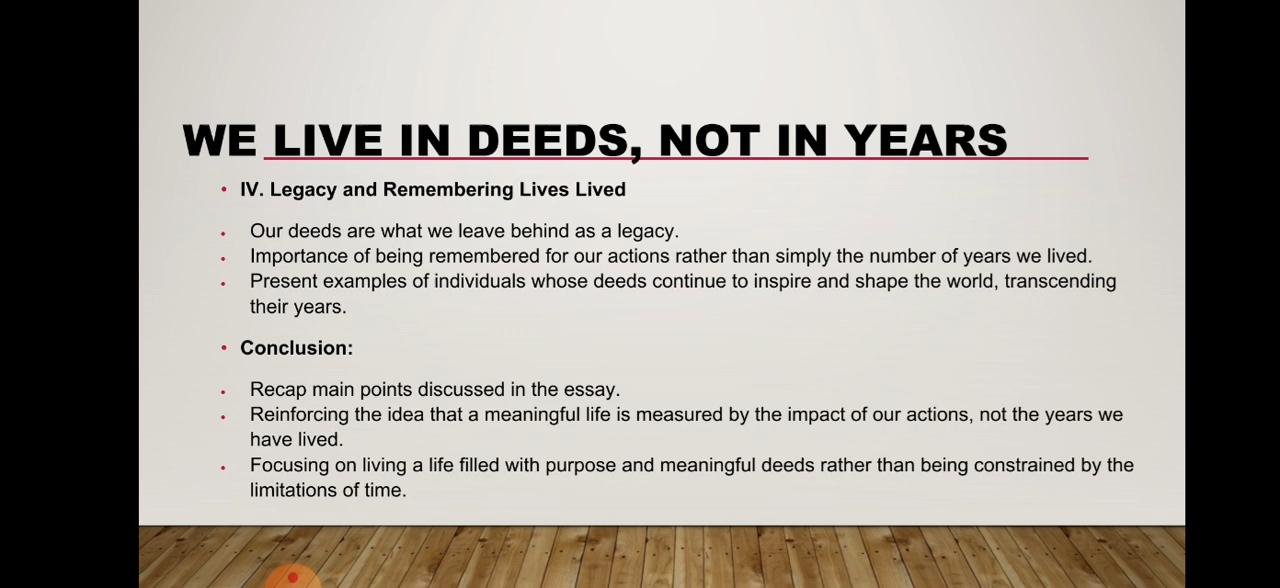 WE LIVE IN DEEDS, NOT IN YEARS
• IV. Legacy and Remembering Lives Lived
• Our deeds are what we leave behind as a legacy.
• Importance of being remembered for our actions rather than simply the number of years we lived.
• Present examples of individuals whose deeds continue to inspire and shape the world, transcending
their years.
• Conclusion:
• Recap main points discussed in the essay.
• Reinforcing the idea that a meaningful life is measured by the impact of our actions, not the years we
have lived.
• Focusing on living a life filled with purpose and meaningful deeds rather than being constrained by the
limitations of time.